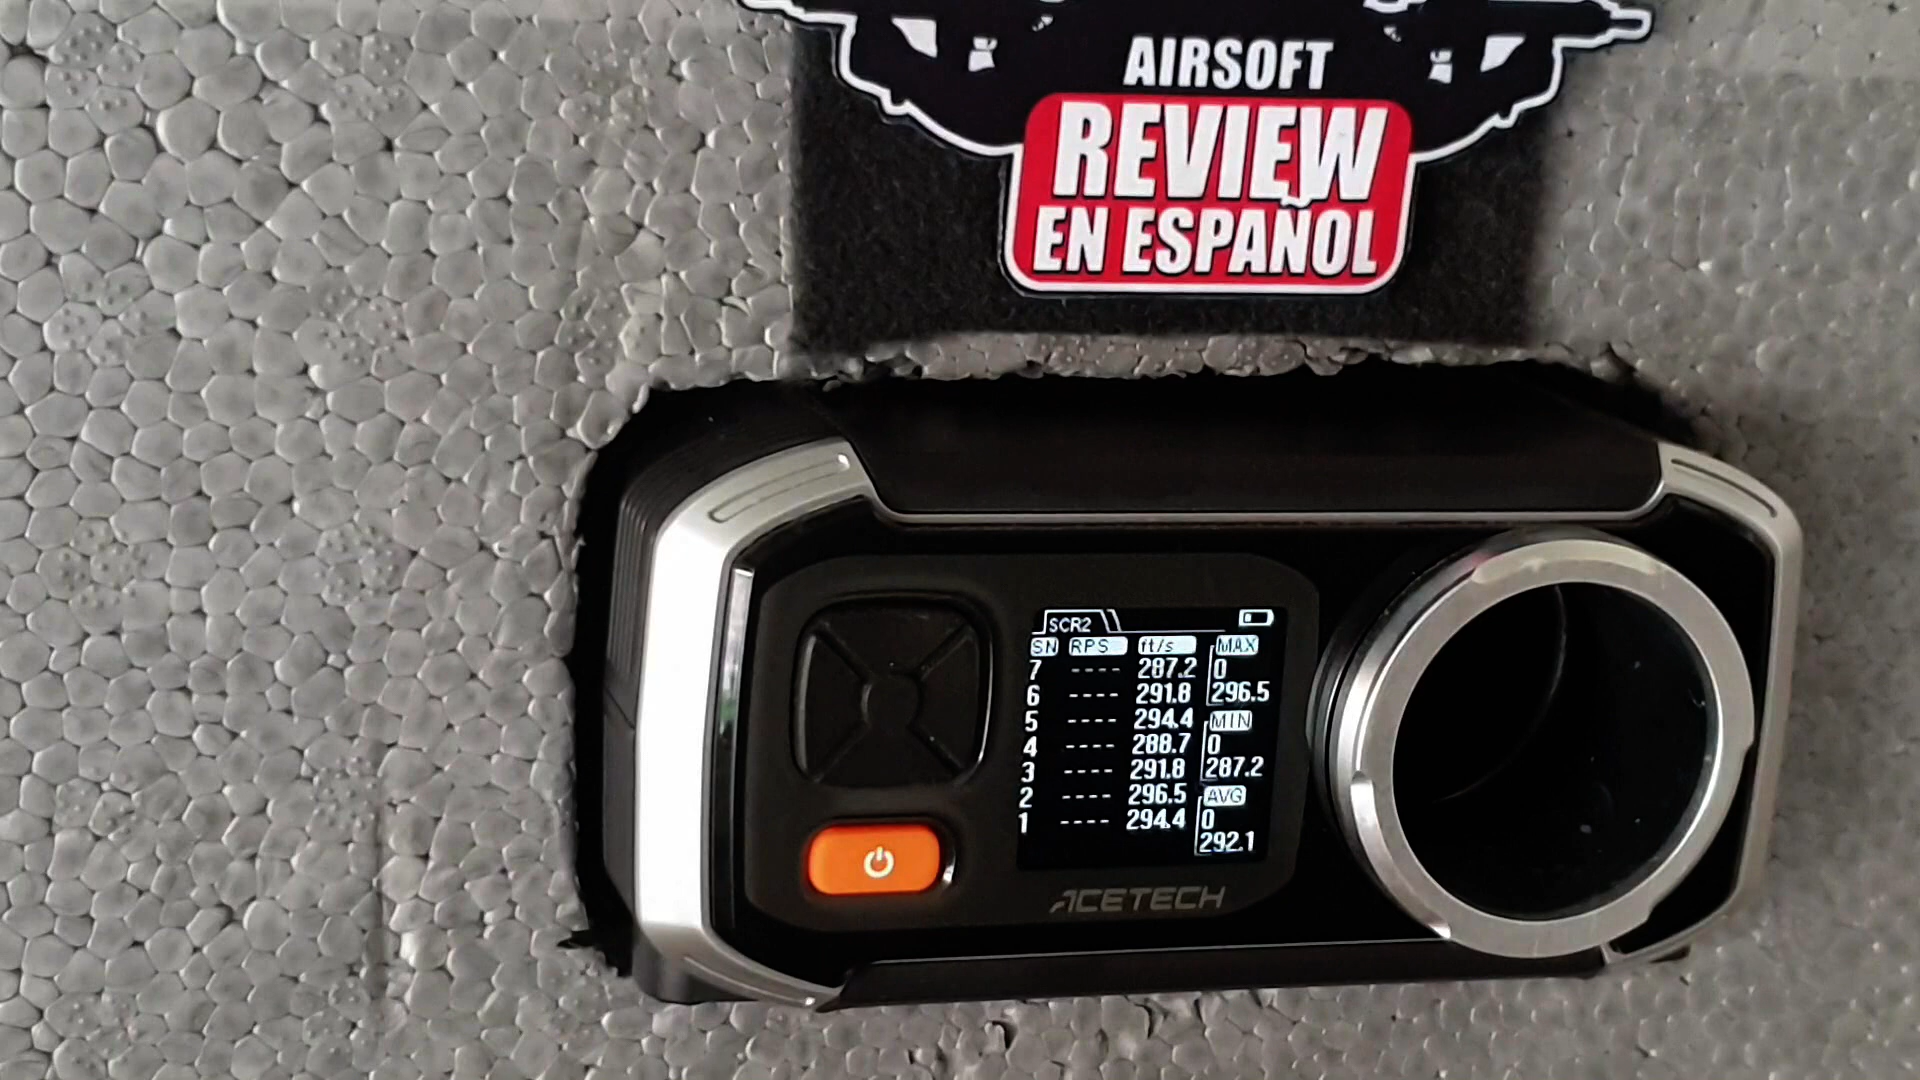 AIRSOFT
REVIEW
EN ESPAÑOL
SCR2
SN RPS ft/s MAX
7 ---- 287.2 0
6 ---- 291.8 296.5
5 ---- 294.4 MIN
4 ---- 288.7 0
3 ---- 291.8 287.2
2 ---- 296.5 AVG
1 ---- 294.4 0
292.1
ACETECH